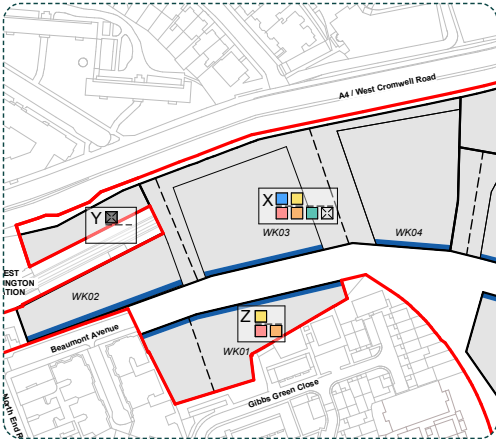 A4 / West Cromwell Road
X
Y
WK03
WK04
EST
INGTON
TION
WK02
Z
Beaumont Avenue
WK01
Gibbs Green Close
North End R